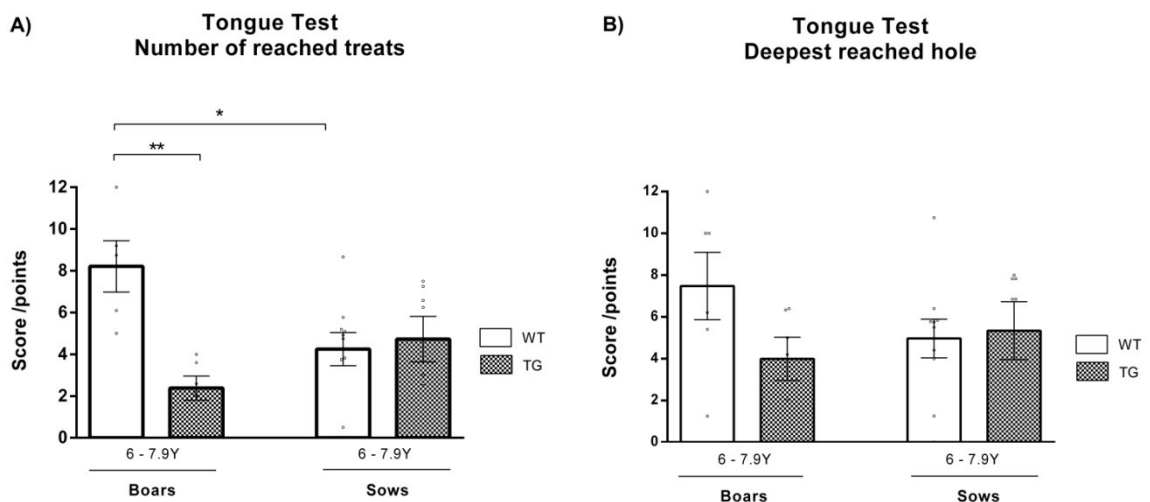 A)
Tongue Test
Number of reached treats
*
**
12
10
8
6
4
2
0
Score /points
WT
TG
6 - 7.9Y
6 - 7.9Y
Boars
Sows
B)
Tongue Test
Deepest reached hole
12
10
8
6
4
2
0
Score /points
WT
TG
6 - 7.9Y
6 - 7.9Y
Boars
Sows